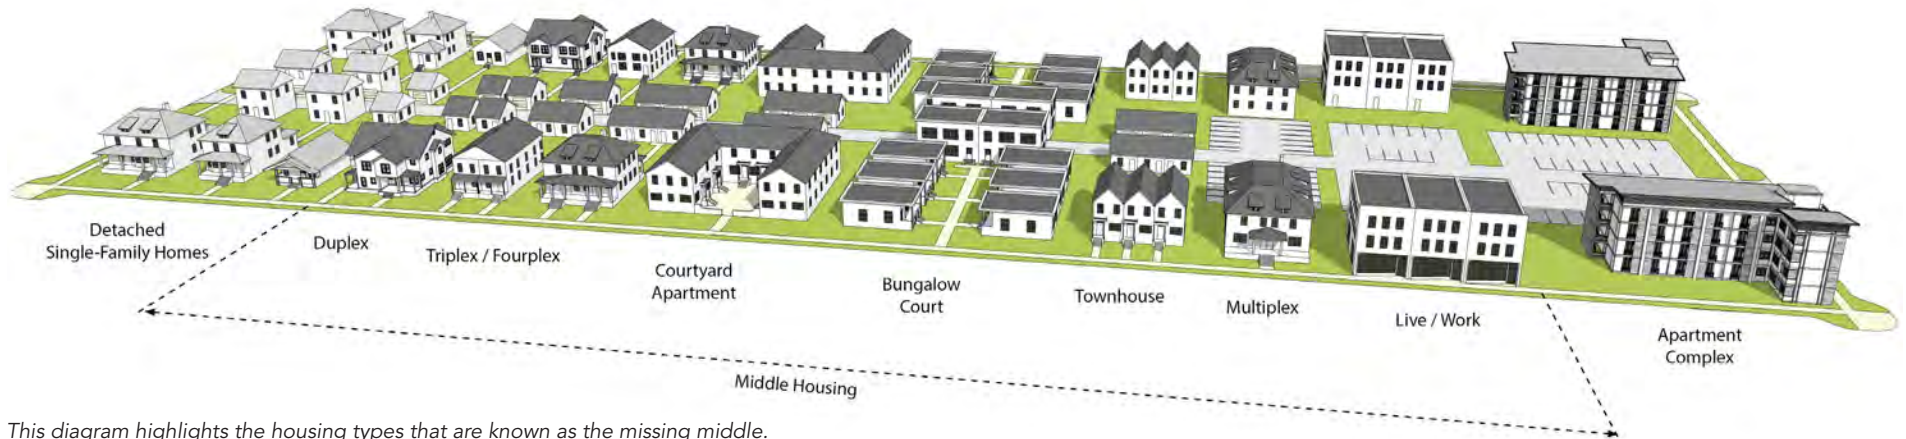 Detached
Single-Family Homes
Duplex
Triplex / Fourplex
Courtyard
Apartment
Bungalow
Court
Townhouse
Multiplex
Live / Work
Apartment
Complex
Middle Housing
This diagram highlights the housing types that are known as the missing middle.